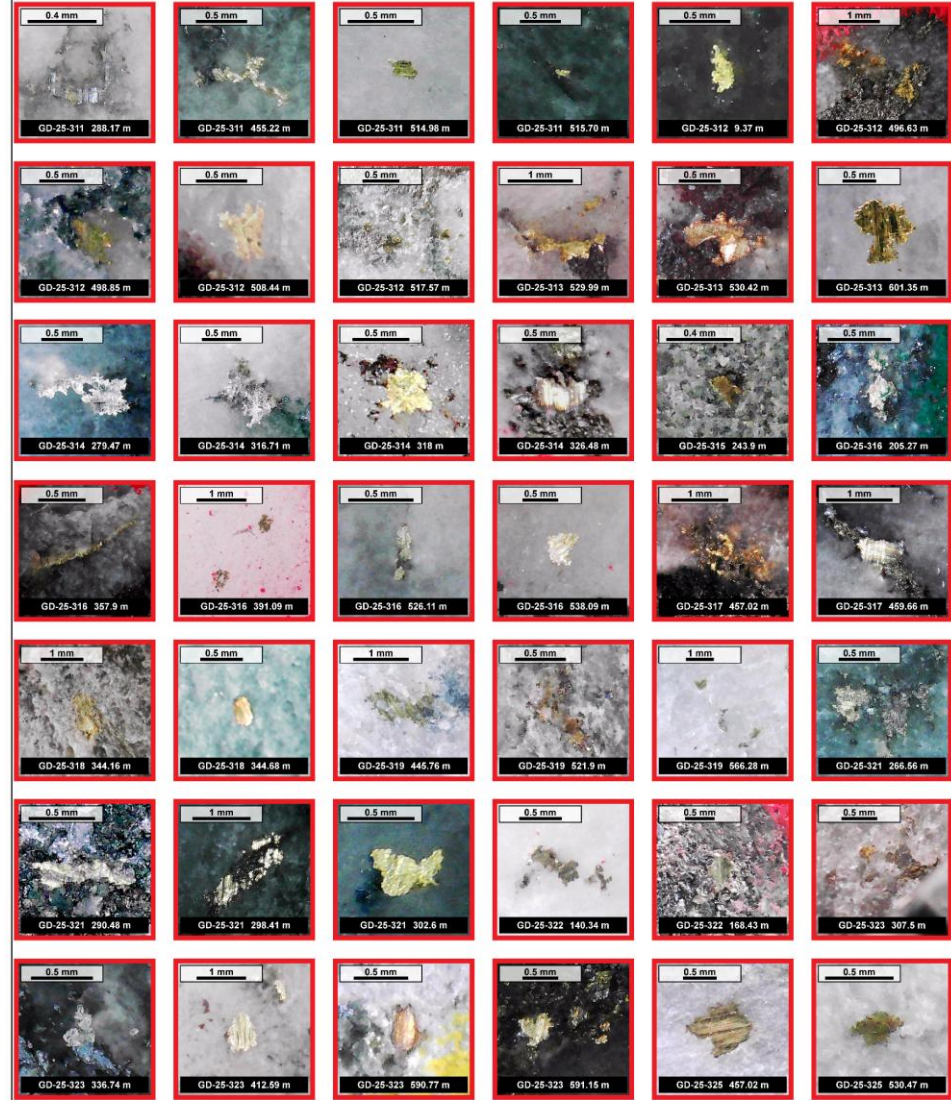 0.4 mm
GD-25-311 288.17 m
0.5 mm
GD-25-311 455.22 m
0.5 mm
GD-25-311 514.98 m
0.5 mm
GD-25-311 515.70 m
0.5 mm
GD-25-312 9.37 m
1 mm
GD-25-312 496.63 m
0.5 mm
GD-25-312 498.85 m
0.5 mm
GD-25-312 508.44 m
0.5 mm
GD-25-312 517.57 m
1 mm
GD-25-313 529.99 m
0.5 mm
GD-25-313 530.42 m
0.5 mm
GD-25-313 601.35 m
0.5 mm
GD-25-314 279.47 m
0.5 mm
GD-25-314 316.71 m
0.5 mm
GD-25-314 318 m
0.5 mm
GD-25-314 326.48 m
0.4 mm
GD-25-315 243.9 m
0.5 mm
GD-25-316 205.27 m
0.5 mm
GD-25-316 357.9 m
1 mm
GD-25-316 391.09 m
0.5 mm
GD-25-316 526.11 m
0.5 mm
GD-25-316 538.09 m
1 mm
GD-25-317 457.02 m
1 mm
GD-25-317 459.66 m
1 mm
GD-25-318 344.16 m
0.5 mm
GD-25-318 344.68 m
1 mm
GD-25-319 445.76 m
0.5 mm
GD-25-319 521.9 m
1 mm
GD-25-319 566.28 m
0.5 mm
GD-25-321 266.56 m
0.5 mm
GD-25-321 290.48 m
1 mm
GD-25-321 298.41 m
0.5 mm
GD-25-321 302.6 m
0.5 mm
GD-25-322 140.34 m
0.5 mm
GD-25-322 168.43 m
0.5 mm
GD-25-323 307.5 m
0.5 mm
GD-25-323 336.74 m
1 mm
GD-25-323 412.59 m
0.5 mm
GD-25-323 590.77 m
0.5 mm
GD-25-323 591.15 m
0.5 mm
GD-25-325 457.02 m
0.5 mm
GD-25-325 530.47 m